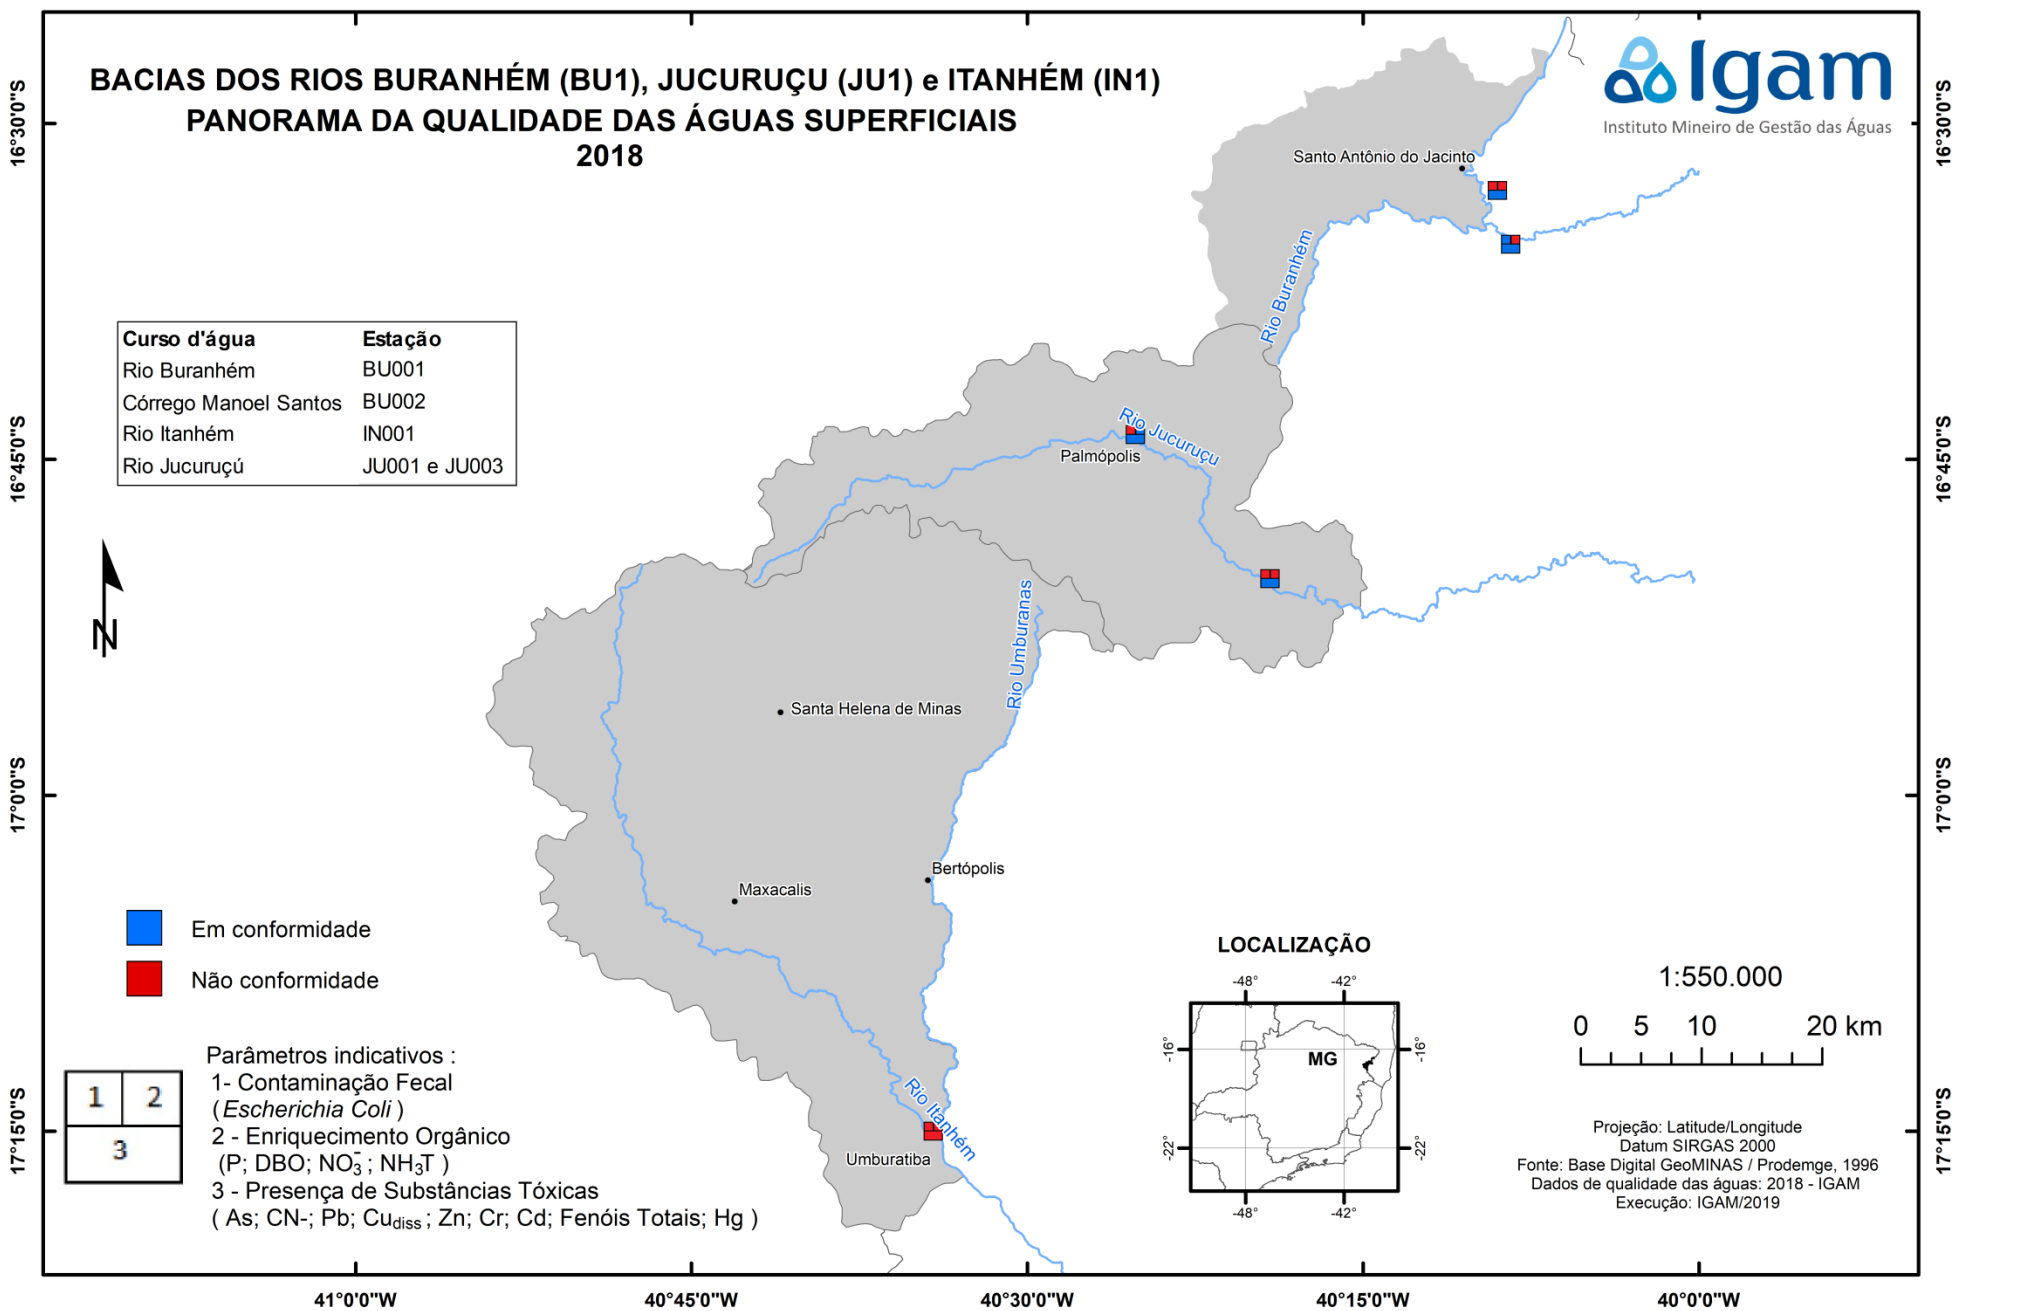 BACIAS DOS RIOS BURANHÉM (BU1), JUCURUÇU (JU1) e ITANHÉM (IN1)
PANORAMA DA QUALIDADE DAS ÁGUAS SUPERFICIAIS
2018
Igam
Instituto Mineiro de Gestão das Águas
16°30'0"S
16°30'0"S
Santo Antônio do Jacinto
Rio Buranhém
Curso d'água Estação
Rio Buranhém BU001
Córrego Manoel Santos BU002
Rio Itanhém IN001
Rio Jucuruçú JU001 e JU003
16°45'0"S
16°45'0"S
Rio Jucuruçu
Palmópolis
N
Rio Umburanas
Santa Helena de Minas
17°0'0"S
17°0'0"S
Bertópolis
Maxacalis
Em conformidade
Não conformidade
Parâmetros indicativos :
1- Contaminação Fecal
(Escherichia Coli )
2 - Enriquecimento Orgânico
(P; DBO; NO₃⁻ ; NH₃T )
3 - Presença de Substâncias Tóxicas
( As; CN-; Pb; Cudiss ; Zn; Cr; Cd; Fenóis Totais; Hg )
1 2
3
Rio Itanhém
Umburatiba
LOCALIZAÇÃO
-48° -42°
-16° -16°
MG
-22° -22°
-48° -42°
1:550.000
0 5 10 20 km
Projeção: Latitude/Longitude
Datum SIRGAS 2000
Fonte: Base Digital GeoMINAS / Prodemge, 1996
Dados de qualidade das águas: 2018 - IGAM
Execução: IGAM/2019
17°15'0"S
17°15'0"S
41°0'0"W 40°45'0"W 40°30'0"W 40°15'0"W 40°0'0"W